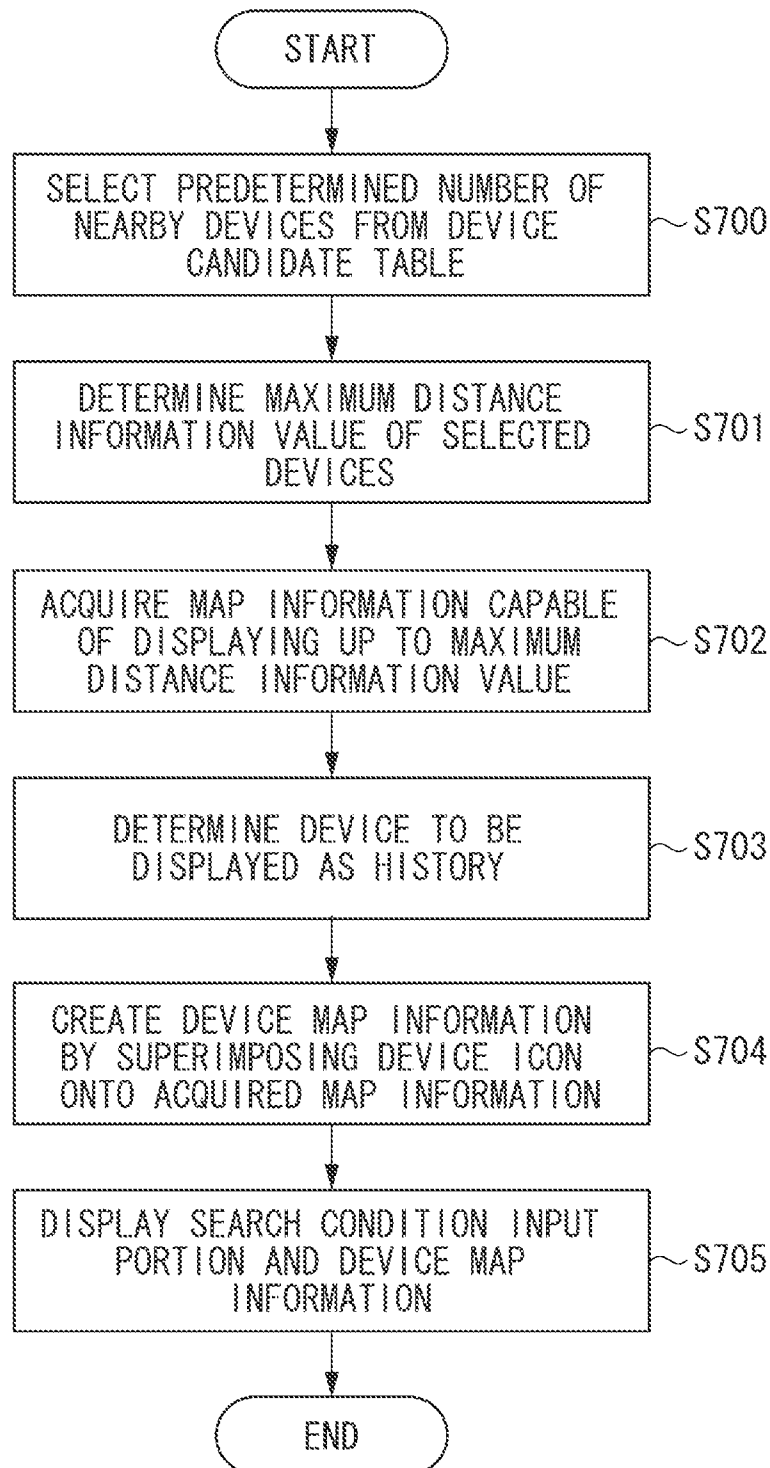 START
SELECT PREDETERMINED NUMBER OF
NEARBY DEVICES FROM DEVICE
CANDIDATE TABLE
S700
DETERMINE MAXIMUM DISTANCE
INFORMATION VALUE OF SELECTED
DEVICES
S701
ACQUIRE MAP INFORMATION CAPABLE
OF DISPLAYING UP TO MAXIMUM
DISTANCE INFORMATION VALUE
S702
DETERMINE DEVICE TO BE
DISPLAYED AS HISTORY
S703
CREATE DEVICE MAP INFORMATION
BY SUPERIMPOSING DEVICE ICON
ONTO ACQUIRED MAP INFORMATION
S704
DISPLAY SEARCH CONDITION INPUT
PORTION AND DEVICE MAP
INFORMATION
S705
END